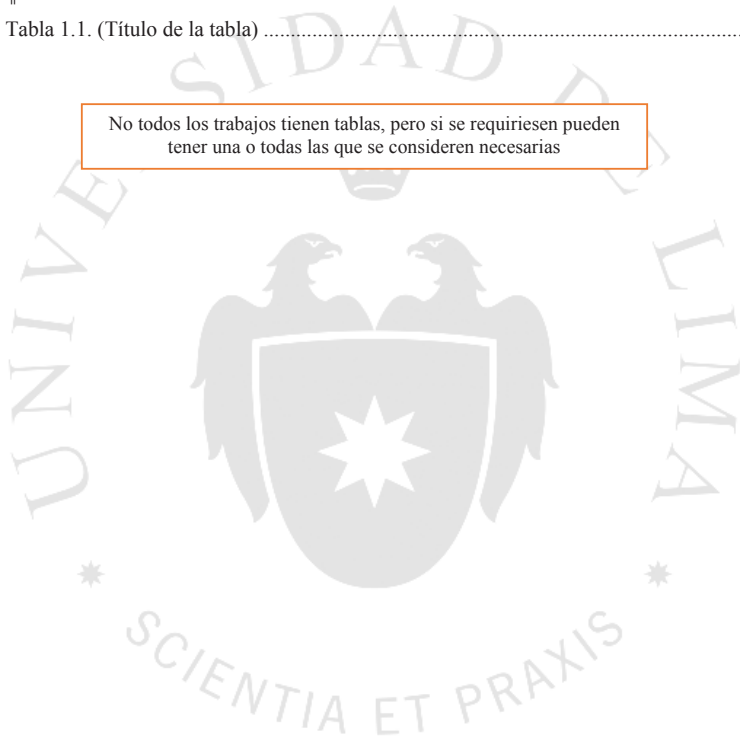 Tabla 1.1. (Título de la tabla) ................................................................................
No todos los trabajos tienen tablas, pero si se requiriesen pueden
tener una o todas las que se consideren necesarias
UNIVERSIDAD DE LIMA
SCIENTIA ET PRAXIS